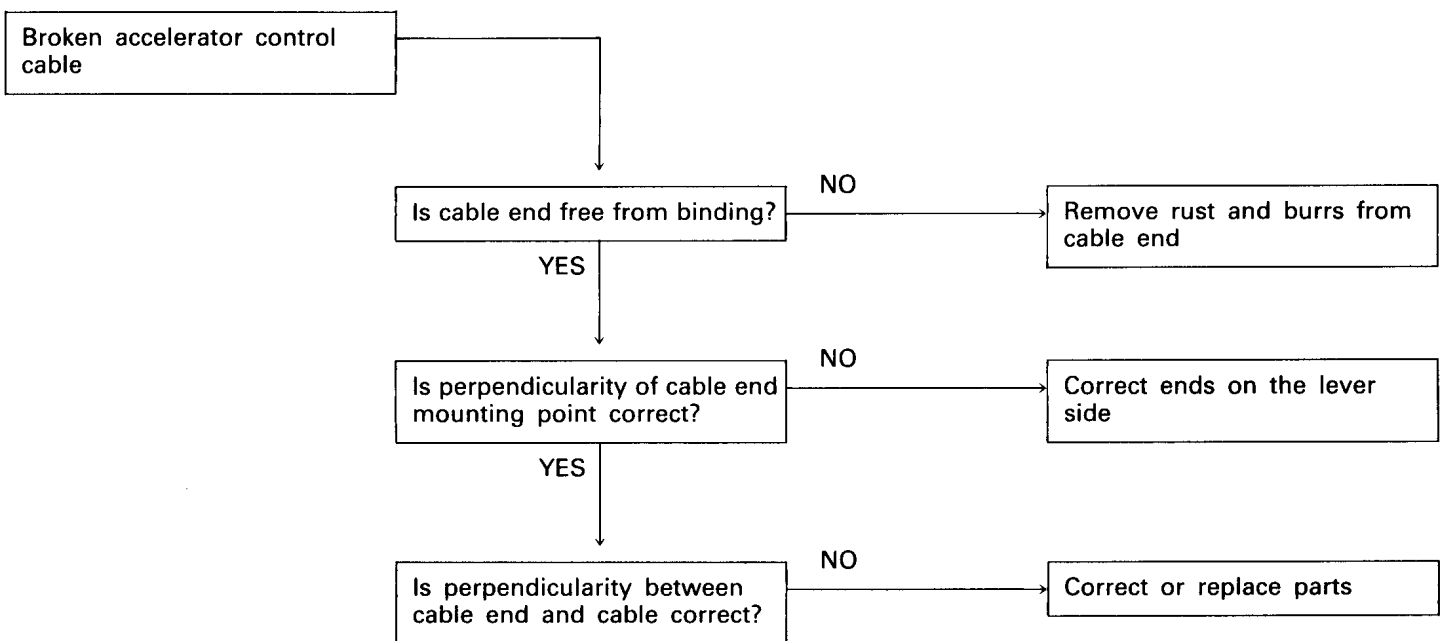 Broken accelerator control
cable
NO
Is cable end free from binding?
Remove rust and burrs from
cable end
YES
NO
Is perpendicularity of cable end
mounting point correct?
Correct ends on the lever
side
YES
NO
Is perpendicularity between
cable end and cable correct?
Correct or replace parts